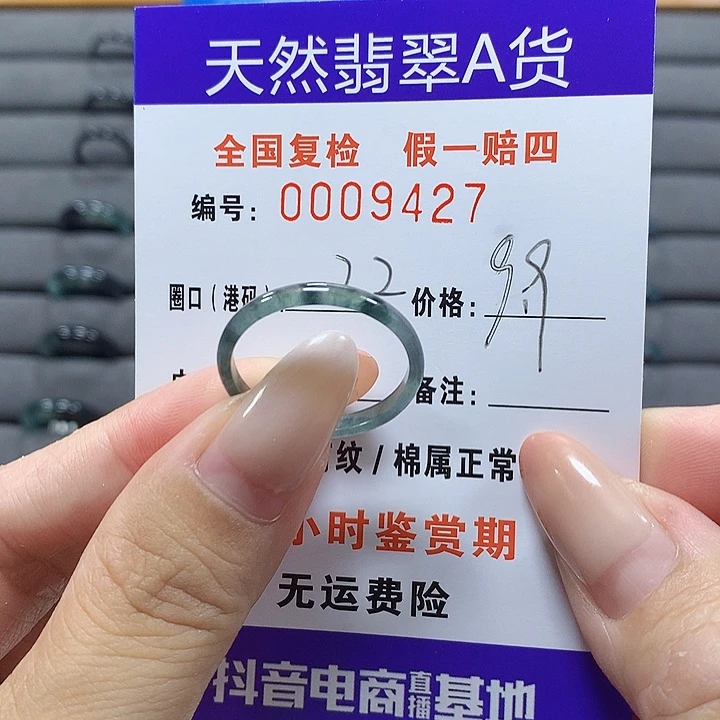 天然翡翠A货
全国复检 假一赔四
编号：0009427
圈口（港码）：22 价格：
备注：
纹/棉属正常
小时鉴赏期
无运费险
抖音电商直播基地